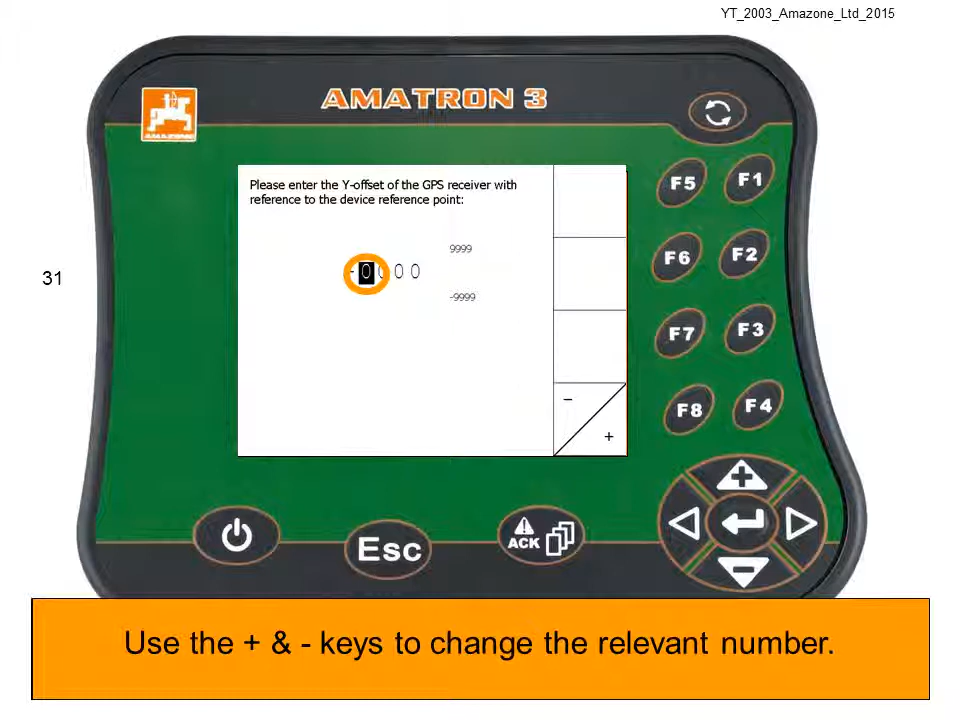 YT_2003_Amazone_Ltd_2015
AMATRON 3
AMAZONE
Please enter the Y-offset of the GPS receiver with
reference to the device reference point:
9999
-0000
-9999
31
-
+
F5
F1
F6
F2
F7
F3
F8
F4
Esc
ACK
Use the + & - keys to change the relevant number.